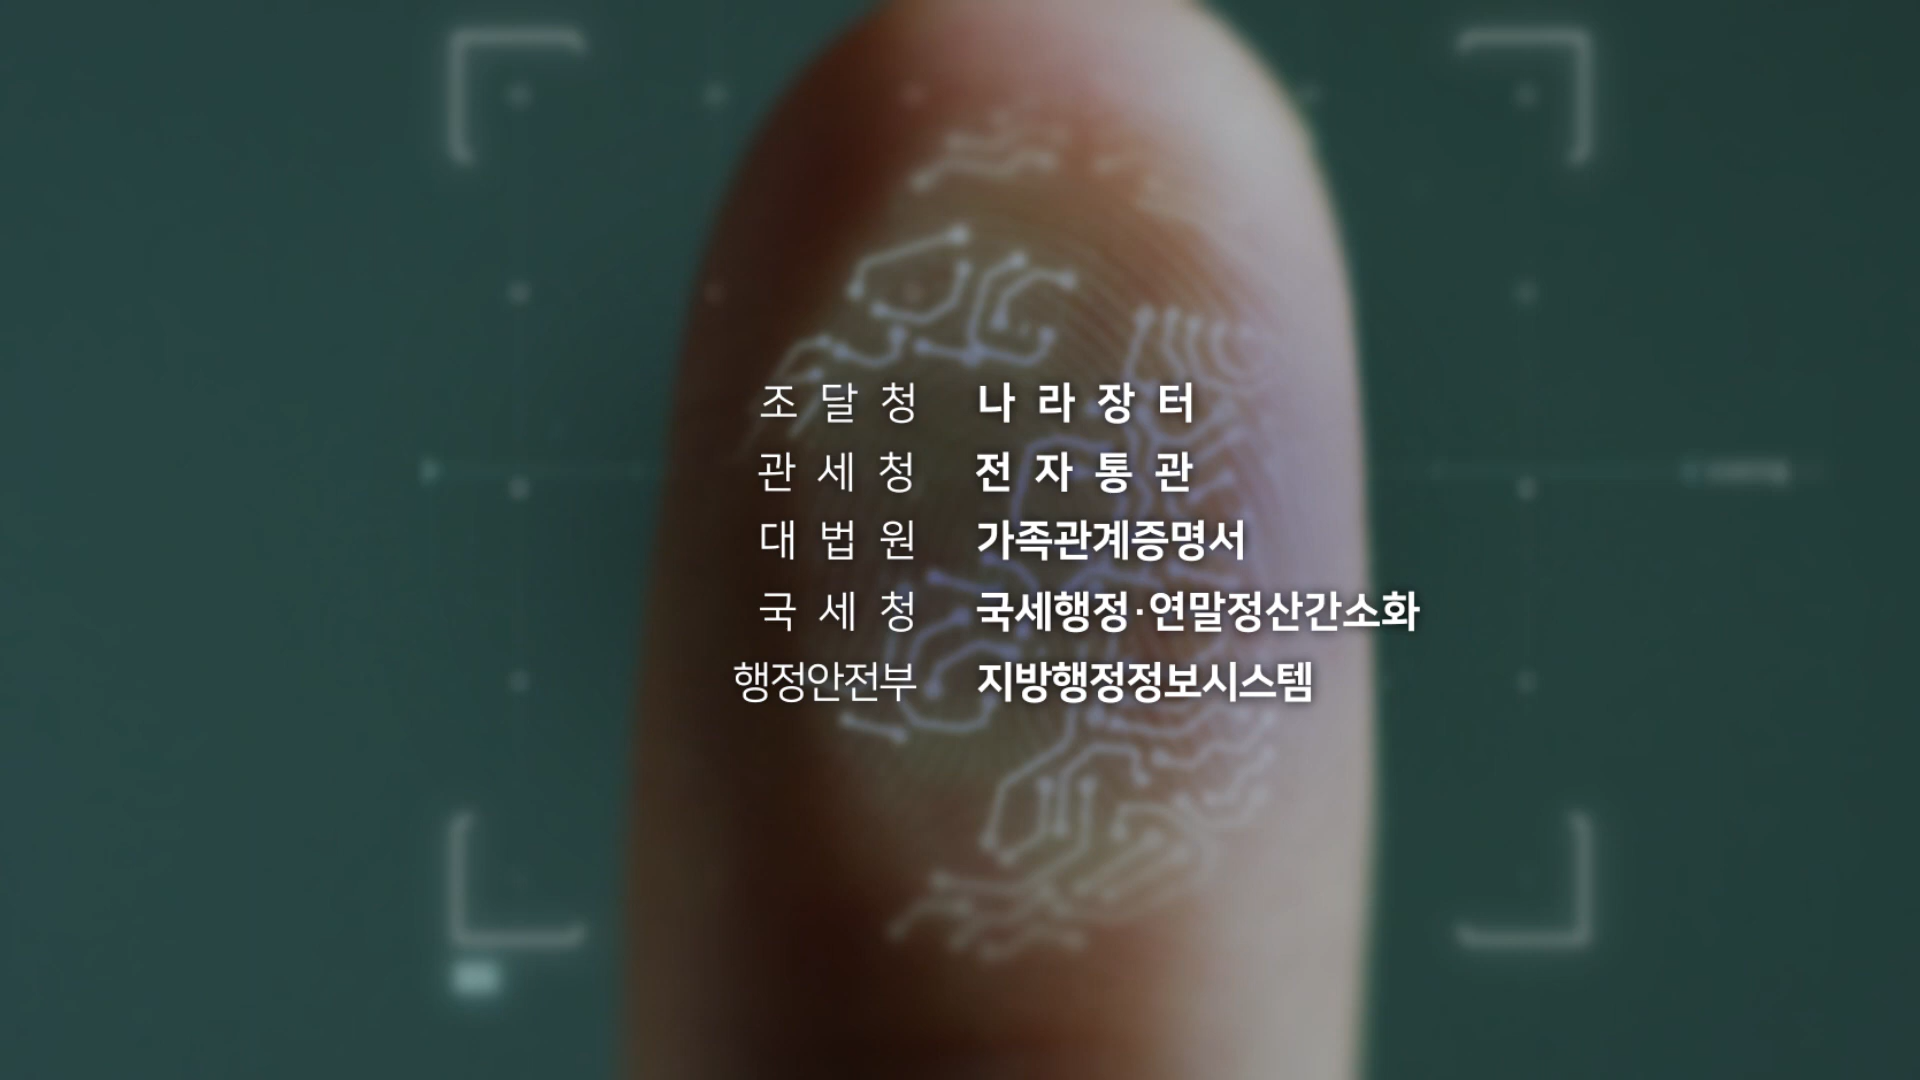 조 달 청 나 라 장 터
관 세 청 전 자 통 관
대 법 원 가족관계증명서
국 세 청 국세행정·연말정산간소화
행정안전부 지방행정정보시스템